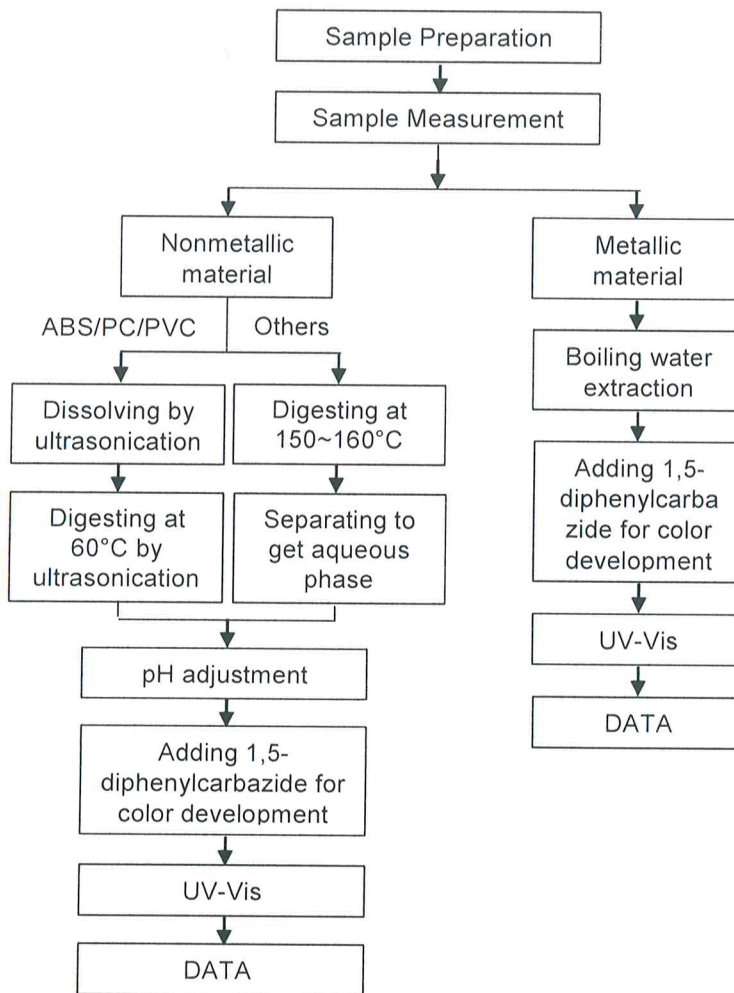 Sample Preparation
Sample Measurement
Nonmetallic
material
Metallic
material
ABS/PC/PVC
Others
Boiling water
extraction
Dissolving by
ultrasonication
Digesting at
150~160°C
Adding 1,5-
diphenylcarba
zide for color
development
Digesting at
60°C by
ultrasonication
Separating to
get aqueous
phase
UV-Vis
pH adjustment
DATA
Adding 1,5-
diphenylcarbazide for
color development
UV-Vis
DATA